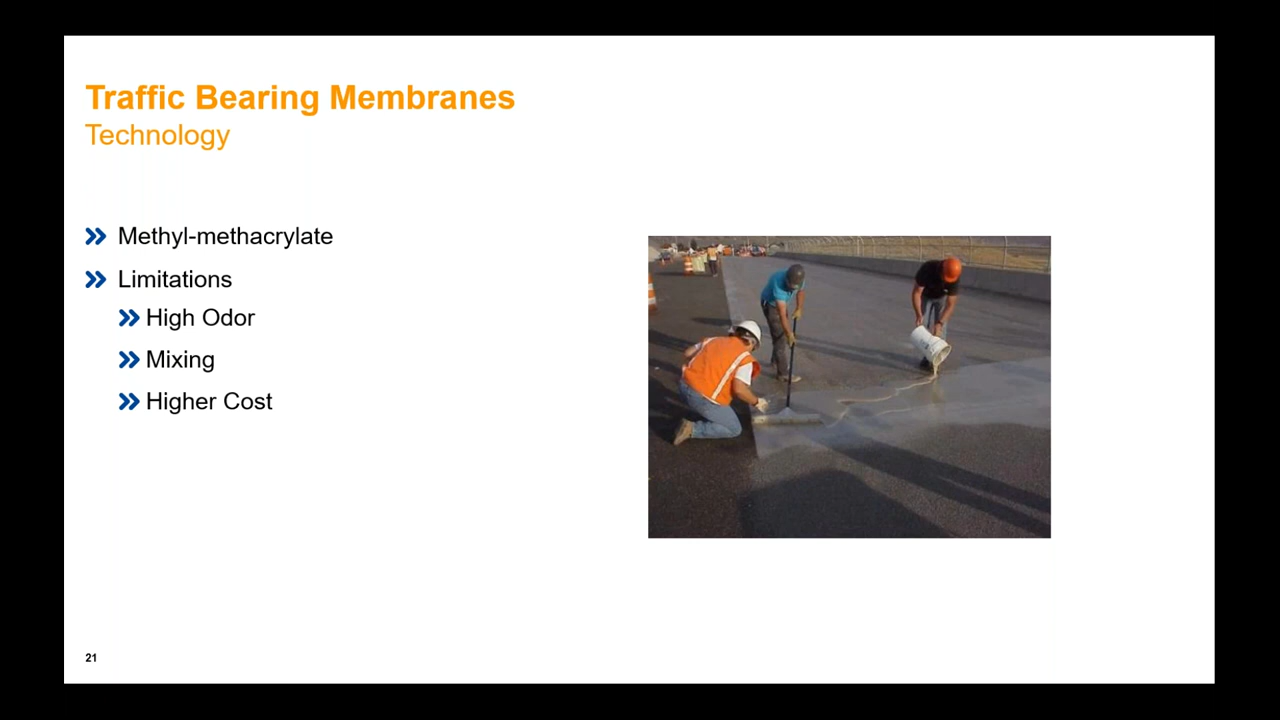 Traffic Bearing Membranes
Technology
Methyl-methacrylate
Limitations
High Odor
Mixing
Higher Cost
21